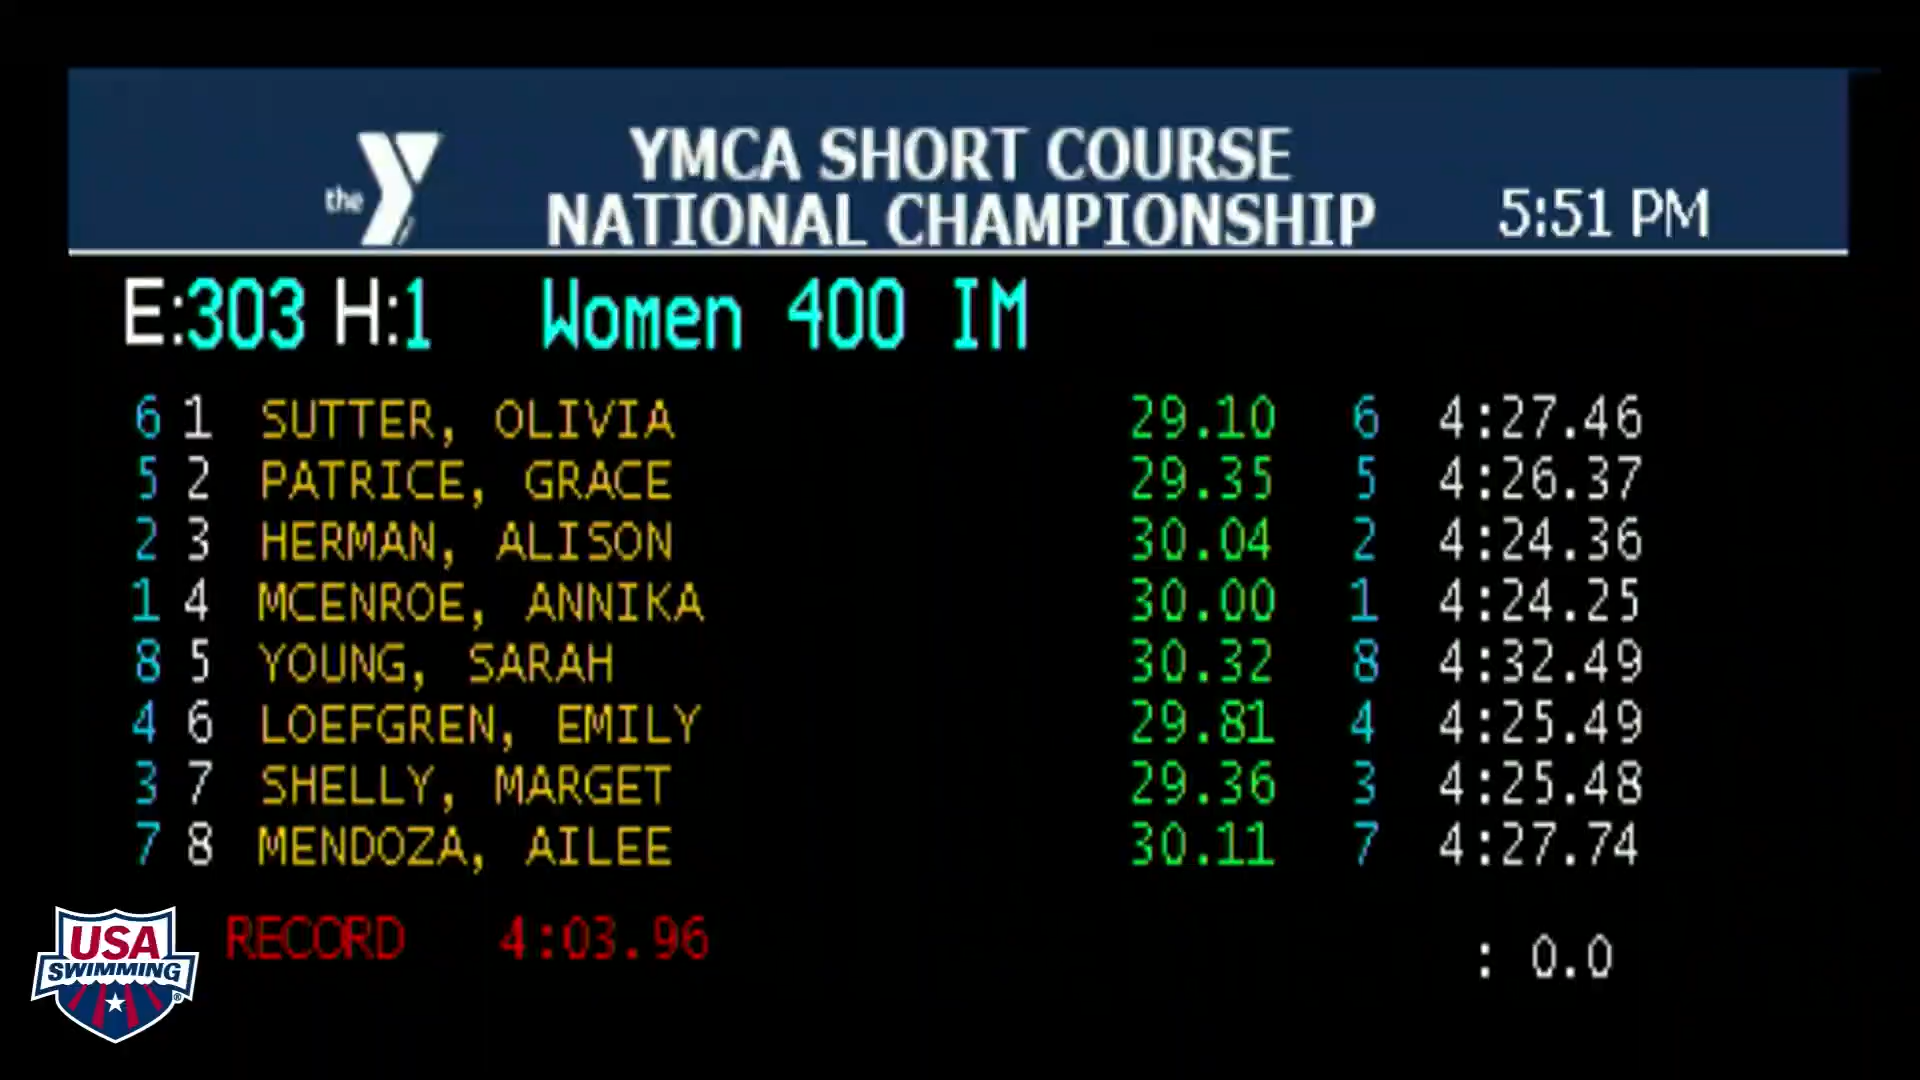 YMCA SHORT COURSE
the Y NATIONAL CHAMPIONSHIP 5:51 PM
E:303 H:1 Women 400 IM
6 1 SUTTER, OLIVIA 29.10 6 4:27.46
5 2 PATRICE, GRACE 29.35 5 4:26.37
2 3 HERMAN, ALISON 30.04 2 4:24.36
1 4 MCENROE, ANNIKA 30.00 1 4:24.25
8 5 YOUNG, SARAH 30.32 8 4:32.49
4 6 LOEFGREN, EMILY 29.81 4 4:25.49
3 7 SHELLY, MARGET 29.36 3 4:25.48
7 8 MENDOZA, AILEE 30.11 7 4:27.74
RECORD 4:03.96 : 0.0
USA
SWIMMING®